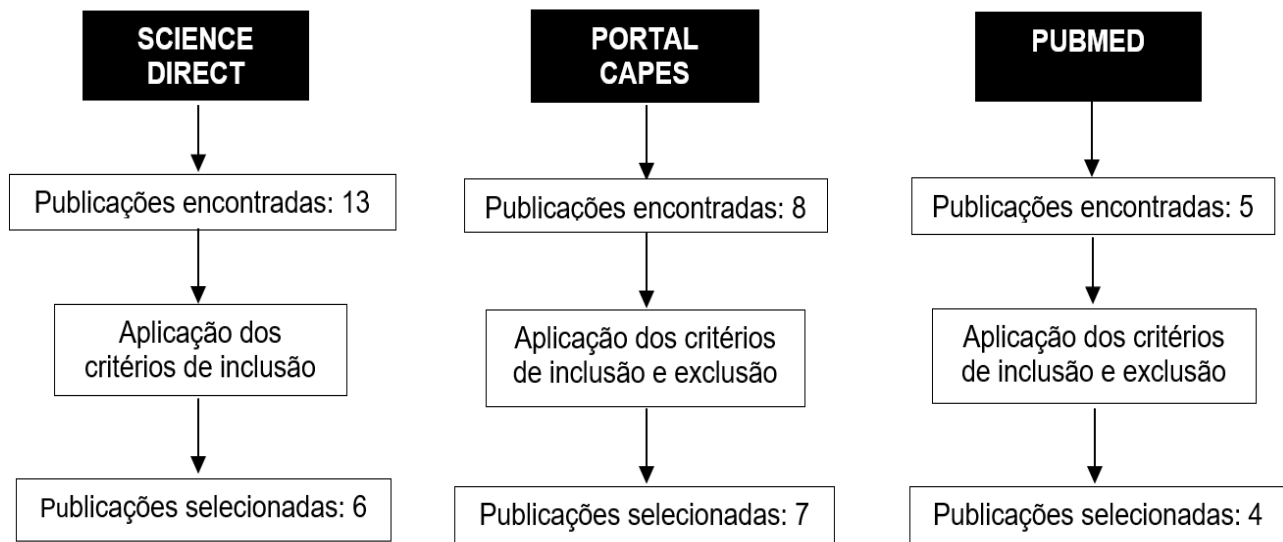 SCIENCE
DIRECT
Publicações encontradas: 13
Aplicação dos
critérios de inclusão
Publicações selecionadas: 6
PORTAL
CAPES
Publicações encontradas: 8
Aplicação dos critérios
de inclusão e exclusão
Publicações selecionadas: 7
PUBMED
Publicações encontradas: 5
Aplicação dos critérios
de inclusão e exclusão
Publicações selecionadas: 4